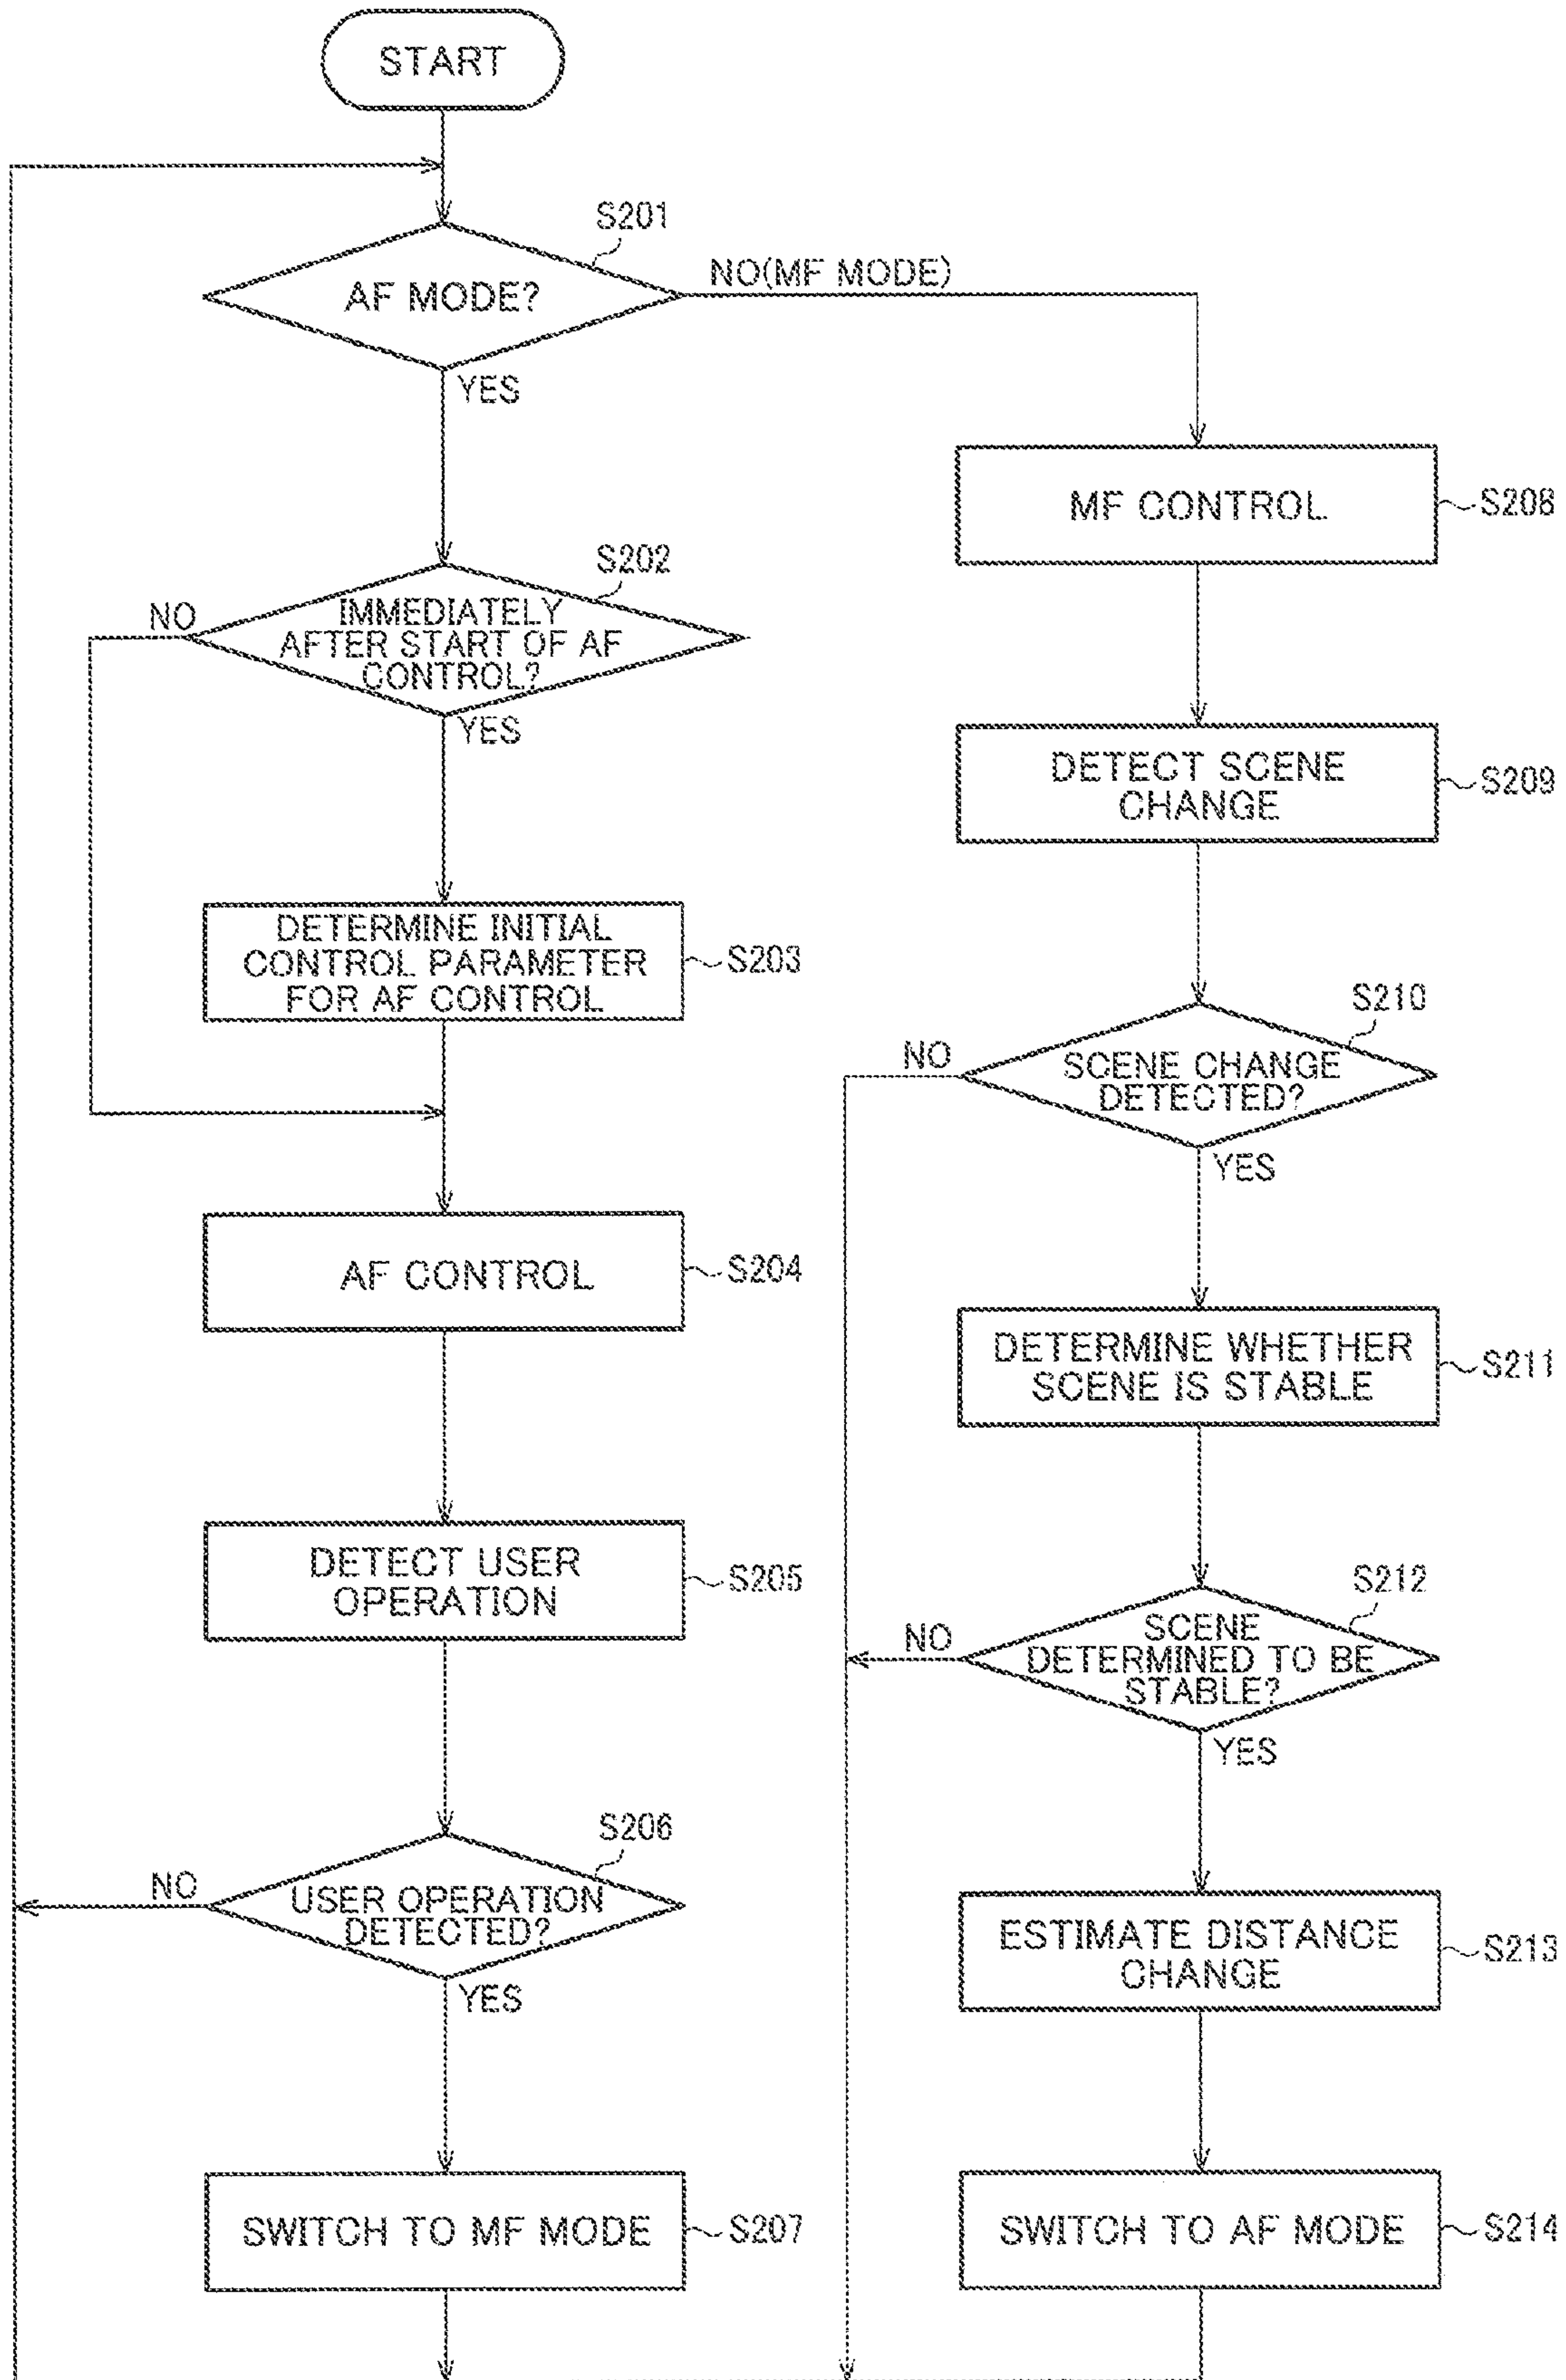 START
S201
AF MODE?
NO(MF MODE)
YES
S202
NO
IMMEDIATELY
AFTER START OF AF
CONTROL?
YES
DETERMINE INITIAL
CONTROL PARAMETER
FOR AF CONTROL
S203
AF CONTROL
S204
DETECT USER
OPERATION
S205
S206
NO
USER OPERATION
DETECTED?
YES
SWITCH TO MF MODE
S207
MF CONTROL
S208
DETECT SCENE
CHANGE
S209
S210
NO
SCENE CHANGE
DETECTED?
YES
DETERMINE WHETHER
SCENE IS STABLE
S211
S212
NO
SCENE
DETERMINED TO BE
STABLE?
YES
ESTIMATE DISTANCE
CHANGE
S213
SWITCH TO AF MODE
S214